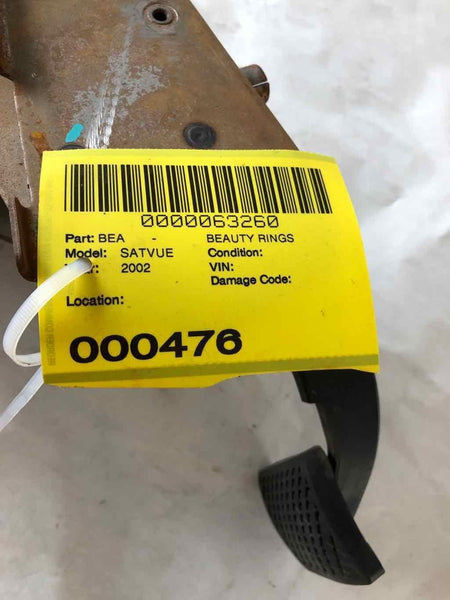 0000063260
Part: BEA - BEAUTY RINGS
Model: SATVUE Condition:
2002 VIN:
Damage Code:
Location:
000476